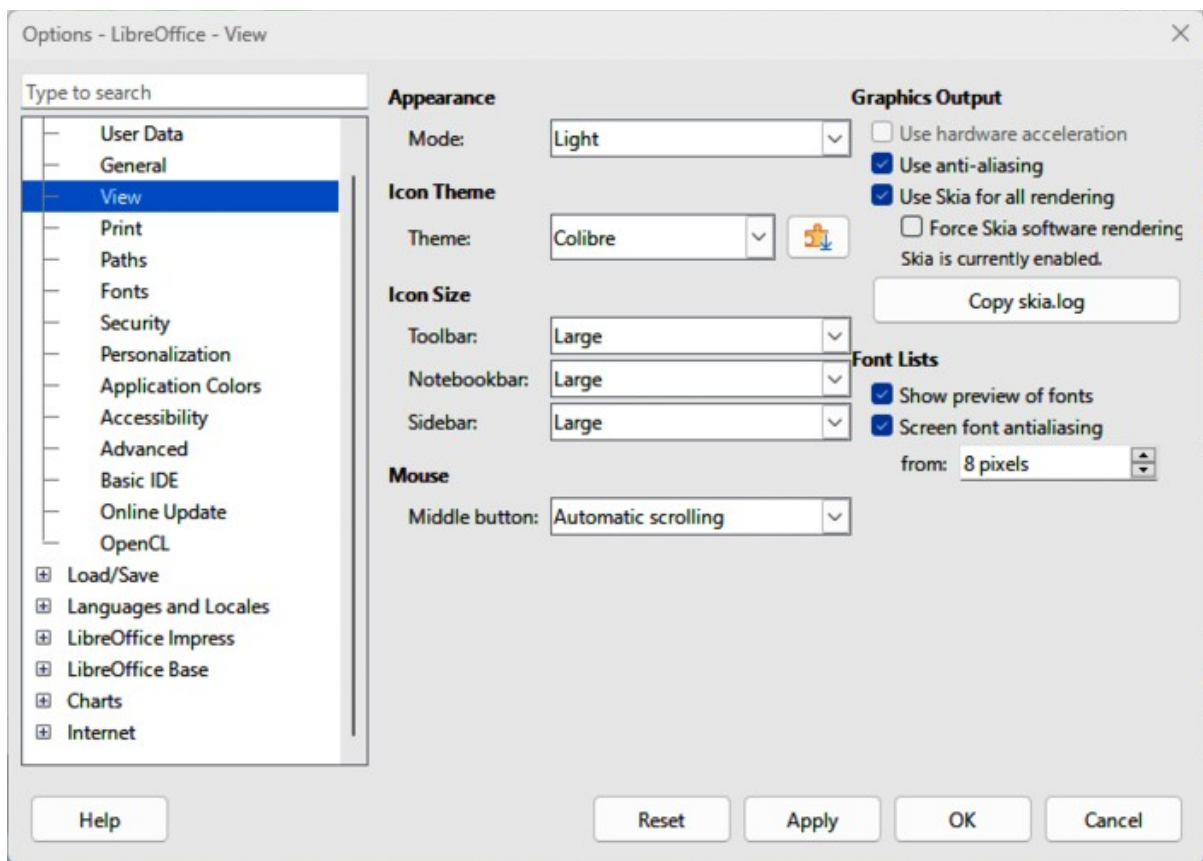 Options - LibreOffice - View
Type to search
User Data
General
View
Print
Paths
Fonts
Security
Personalization
Application Colors
Accessibility
Advanced
Basic IDE
Online Update
OpenCL
Load/Save
Languages and Locales
LibreOffice Impress
LibreOffice Base
Charts
Internet
Appearance
Mode: Light
Icon Theme
Theme: Colibre
Icon Size
Toolbar: Large
Notebookbar: Large
Sidebar: Large
Mouse
Middle button: Automatic scrolling
Graphics Output
Use hardware acceleration
Use anti-aliasing
Use Skia for all rendering
Force Skia software rendering
Skia is currently enabled.
Copy skia.log
Font Lists
Show preview of fonts
Screen font antialiasing
from: 8 pixels
Help Reset Apply OK Cancel